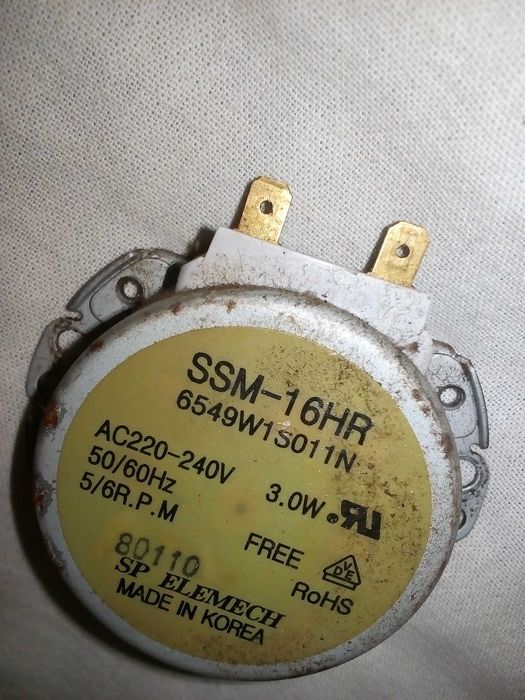 SSM-16HR
6549W1S011N
AC220-240V 3.0W
50/60Hz
5/6R.P.M
FREE
VDE
RoHS
80110
SP ELEMECH
MADE IN KOREA